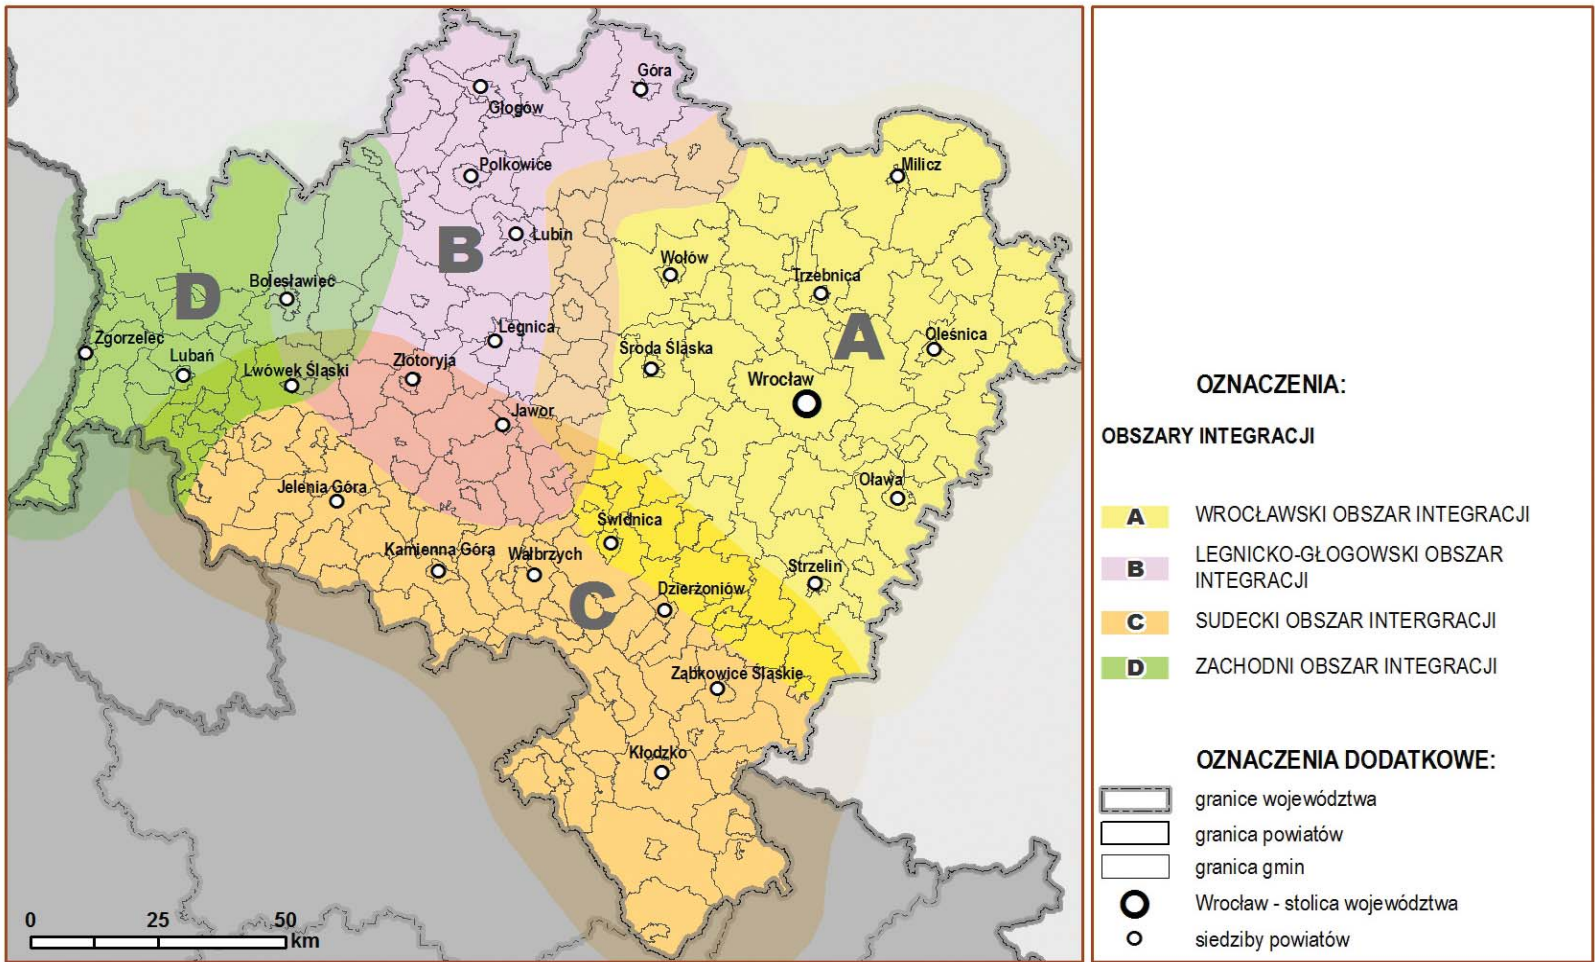 Góra
Głogów
Polkowice
Milicz
B
Lubin
Wołów
Trzebnica
D
Bolesławiec
Legnica
A
Oleśnica
Zgorzelec
Lubań
Lwówek Śląski
Złotoryja
Środa Śląska
Wrocław
Jawor
Jelenia Góra
Oława
Świdnica
Kamienna Góra
Wałbrzych
Strzelin
C
Dzierżoniów
Ząbkowice Śląskie
Kłodzko
0 25 50
km
OZNACZENIA:
OBSZARY INTEGRACJI
A WROCŁAWSKI OBSZAR INTEGRACJI
B LEGNICKO-GŁOGOWSKI OBSZAR
INTEGRACJI
C SUDECKI OBSZAR INTERGRACJI
D ZACHODNI OBSZAR INTEGRACJI
OZNACZENIA DODATKOWE:
granice województwa
granica powiatów
granica gmin
Wrocław - stolica województwa
siedziby powiatów